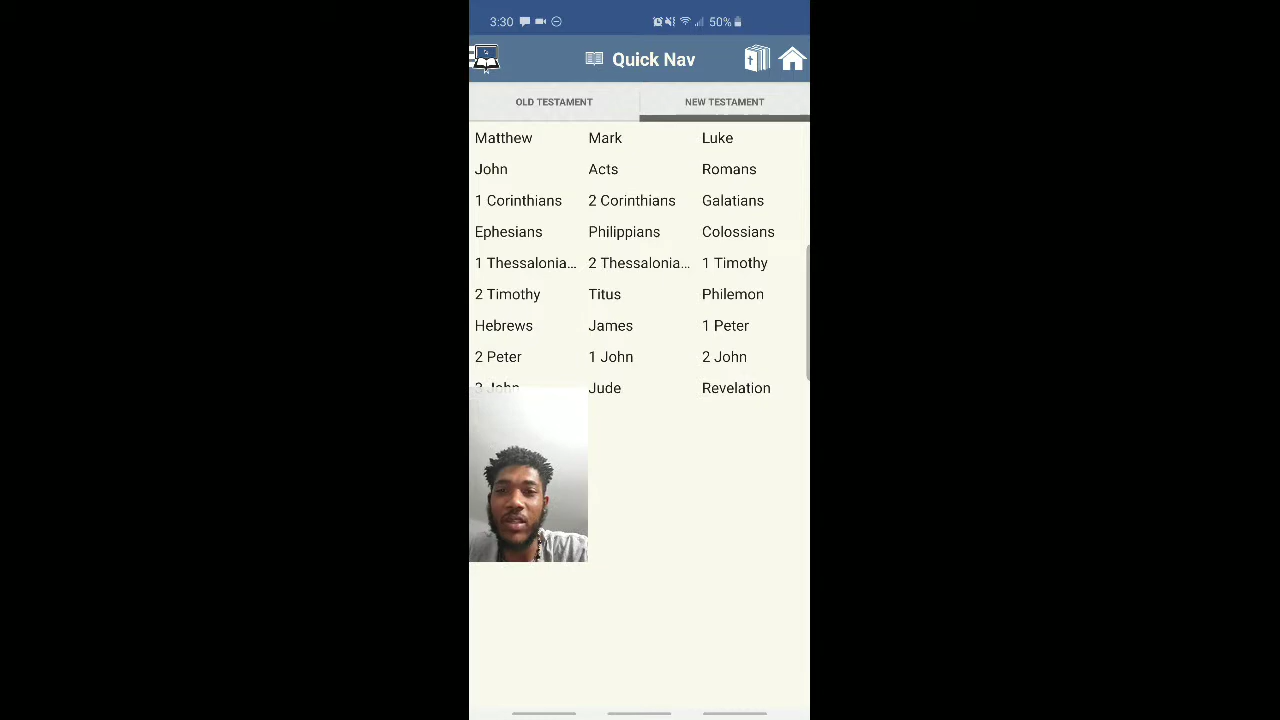 3:30 50%
Quick Nav
OLD TESTAMENT NEW TESTAMENT
Matthew Mark Luke
John Acts Romans
1 Corinthians 2 Corinthians Galatians
Ephesians Philippians Colossians
1 Thessalonia... 2 Thessalonia... 1 Timothy
2 Timothy Titus Philemon
Hebrews James 1 Peter
2 Peter 1 John 2 John
3 John Jude Revelation